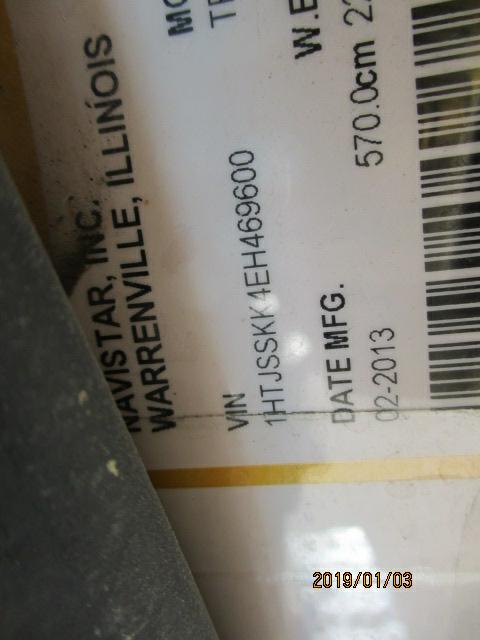 NAVISTAR, INC.
WARRENVILLE, ILLINOIS
VIN
1HTJSSKK4EH469600
DATE MFG.
02-2013
W.B
570.0cm
2019/01/03